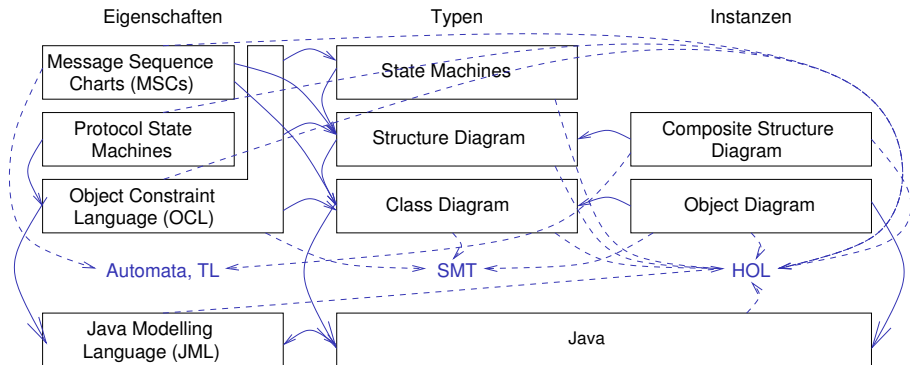 Eigenschaften
Typen
Instanzen
Message Sequence
Charts (MSCs)
State Machines
Protocol State
Machines
Structure Diagram
Composite Structure
Diagram
Object Constraint
Language (OCL)
Class Diagram
Object Diagram
Automata, TL
SMT
HOL
Java Modelling
Language (JML)
Java